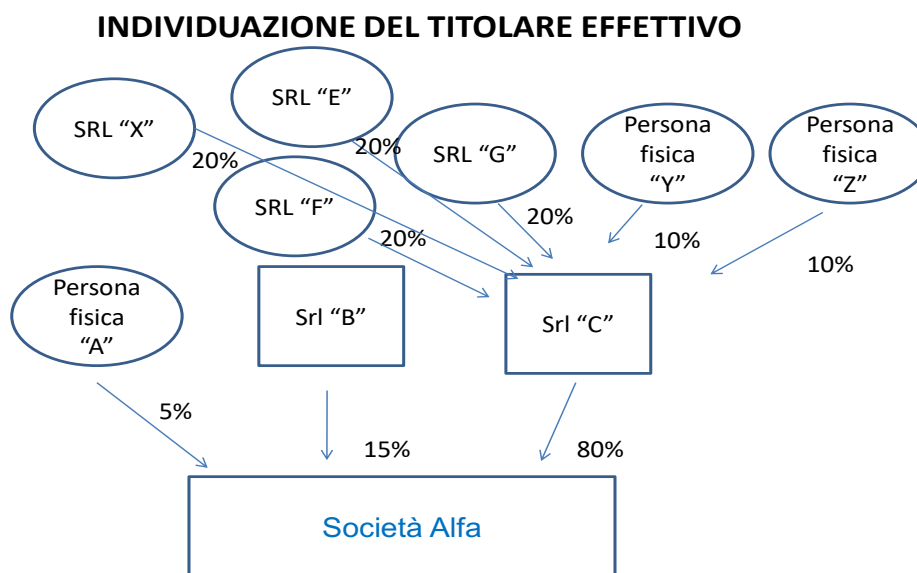 INDIVIDUAZIONE DEL TITOLARE EFFETTIVO
SRL “X”
SRL “E”
SRL “G”
Persona
fisica
“Y”
Persona
fisica
“Z”
20%
20%
SRL “F”
20%
20%
10%
10%
Persona
fisica
“A”
Srl “B”
Srl “C”
5%
15%
80%
Società Alfa